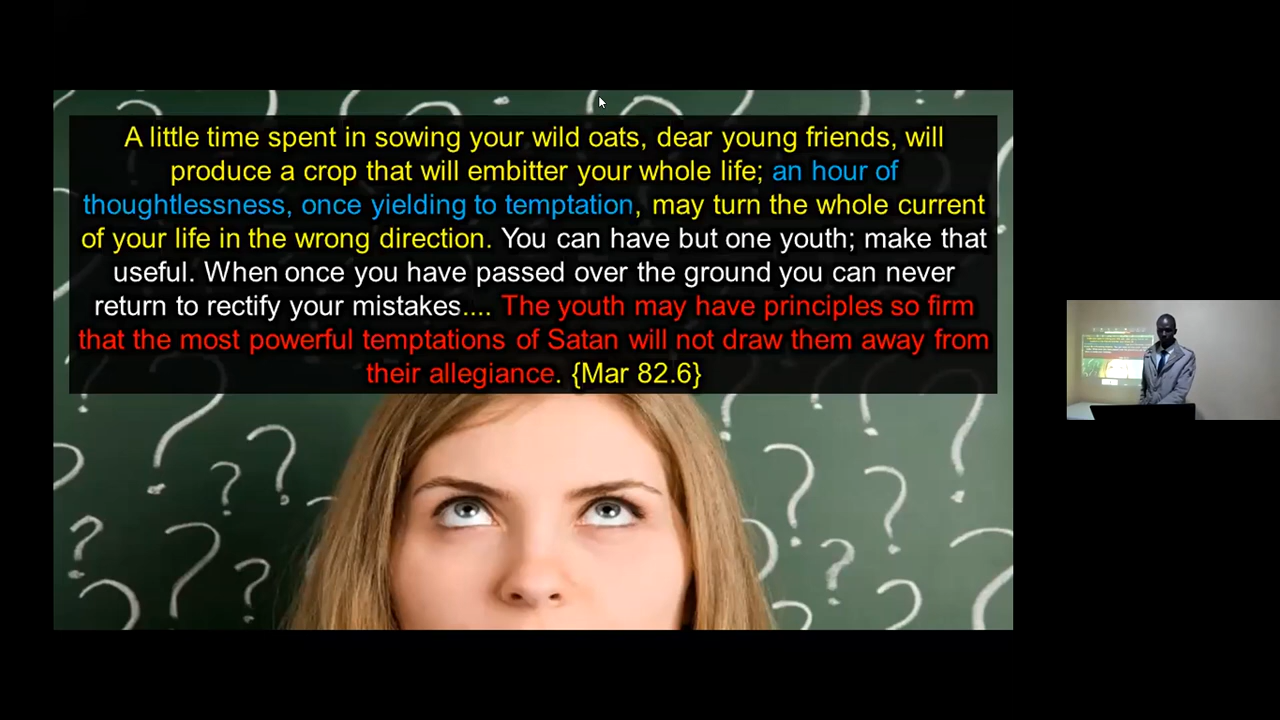 A little time spent in sowing your wild oats, dear young friends, will
produce a crop that will embitter your whole life; an hour of
thoughtlessness, once yielding to temptation, may turn the whole current
of your life in the wrong direction. You can have but one youth; make that
useful. When once you have passed over the ground you can never
return to rectify your mistakes.... The youth may have principles so firm
that the most powerful temptations of Satan will not draw them away from
their allegiance. {Mar 82.6}